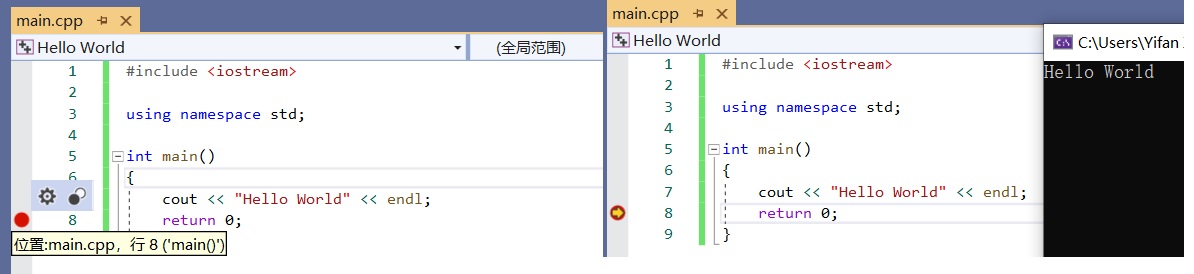 main.cpp
Hello World
(全局范围)
1 #include <iostream>
2
3 using namespace std;
4
5 int main()
6 {
cout << "Hello World" << endl;
8 return 0;
位置:main.cpp，行 8 ('main()')
main.cpp
Hello World
1 #include <iostream>
2
3 using namespace std;
4
5 int main()
6 {
7 cout << "Hello World" << endl;
8 return 0;
9 }
C:\Users\Yifan
Hello World